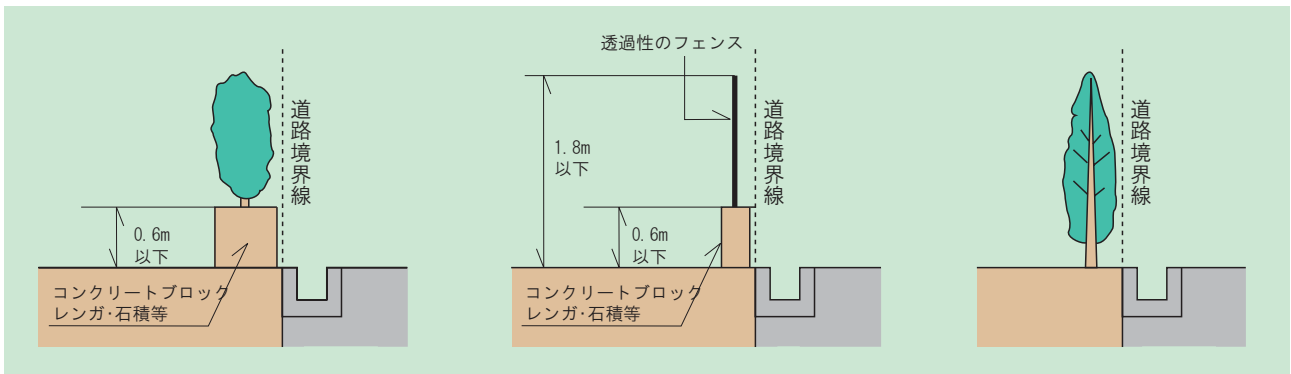 道路境界線
0.6m
以下
コンクリートブロック
レンガ・石積等
透過性のフェンス
道路境界線
1.8m
以下
0.6m
以下
コンクリートブロック
レンガ・石積等
道路境界線